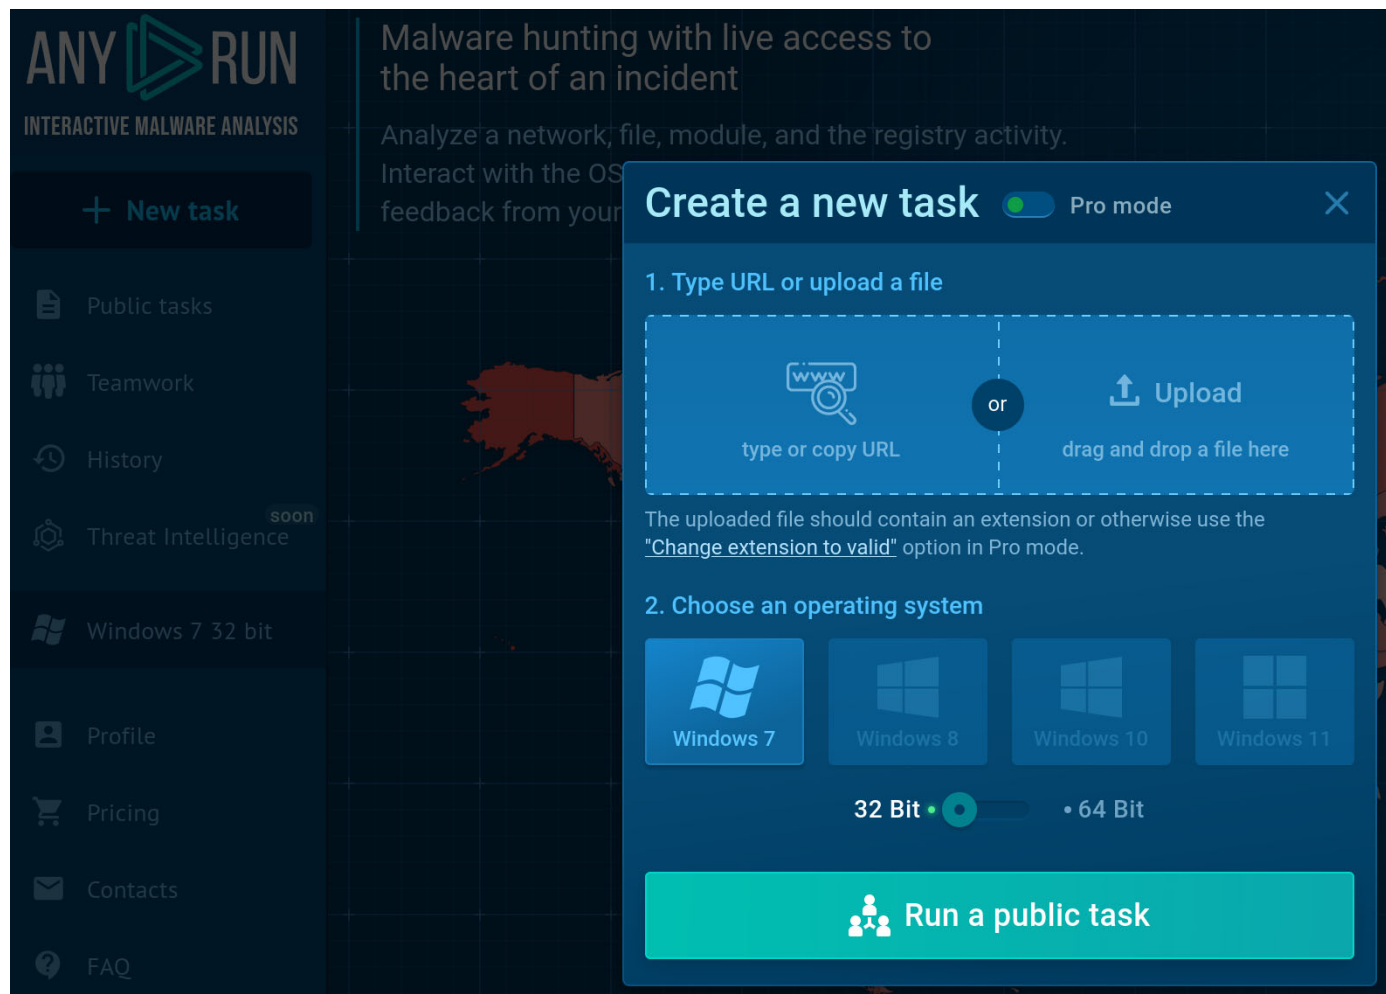 ANY RUN
INTERACTIVE MALWARE ANALYSIS
New task
Public tasks
Teamwork
History
soon
Threat Intelligence
Windows 7 32 bit
Profile
Pricing
Contacts
FAQ
Malware hunting with live access to
the heart of an incident
Analyze a network, file, module, and the registry activity.
Interact with the OS
feedback from your
Create a new task
Pro mode
1. Type URL or upload a file
www
type or copy URL
or
Upload
drag and drop a file here
The uploaded file should contain an extension or otherwise use the
"Change extension to valid" option in Pro mode.
2. Choose an operating system
Windows 7
Windows 8
Windows 10
Windows 11
32 Bit
64 Bit
Run a public task